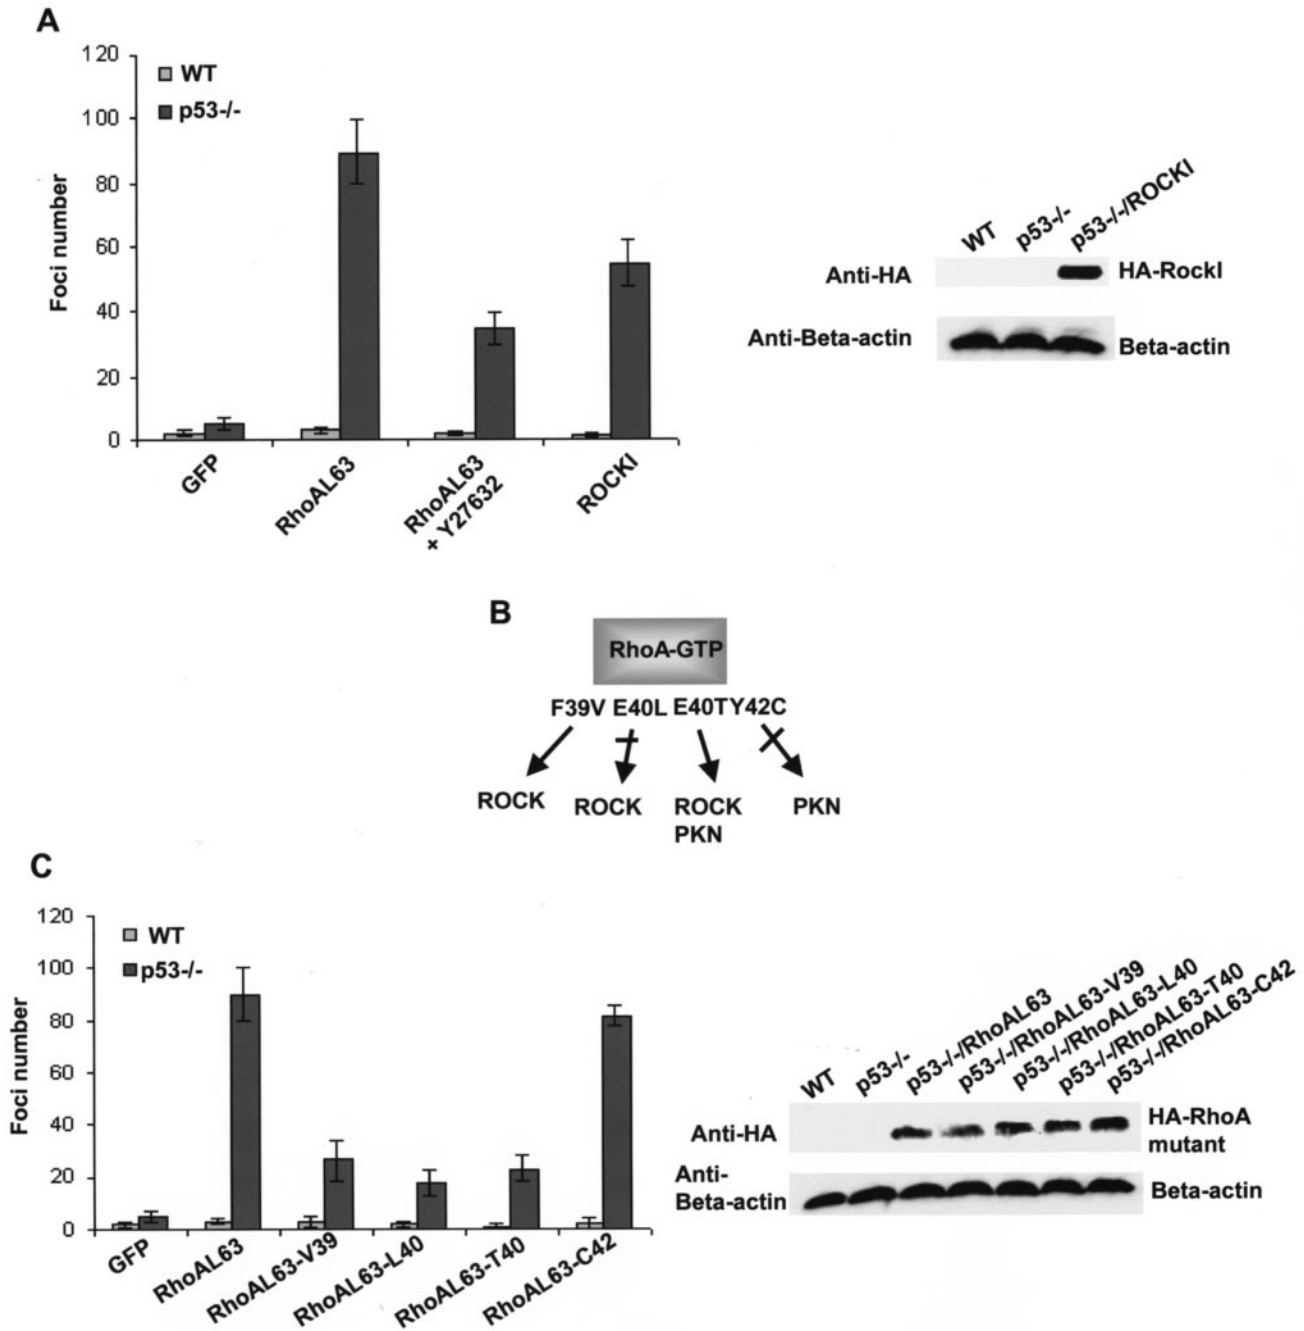 A
120
100
80
60
40
20
0
Foci number
WT
p53-/-
GFP
RhoAL63
RhoAL63
+ Y27632
ROCKI
WT
p53-/-
p53-/-/ROCKI
Anti-HA
HA-RockI
Anti-Beta-actin
Beta-actin
B
RhoA-GTP
F39V E40L E40TY42C
ROCK
ROCK
ROCK
PKN
PKN
C
120
100
80
60
40
20
0
Foci number
WT
p53-/-
GFP
RhoAL63
RhoAL63-V39
RhoAL63-L40
RhoAL63-T40
RhoAL63-C42
WT
p53-/-
p53-/-/RhoAL63
p53-/-/RhoAL63-V39
p53-/-/RhoAL63-L40
p53-/-/RhoAL63-T40
p53-/-/RhoAL63-C42
Anti-HA
HA-RhoA
mutant
Anti-
Beta-actin
Beta-actin